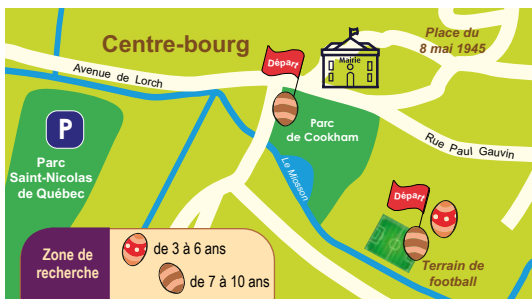 Centre-bourg
Place du
8 mai 1945
Avenue de Lorch
Départ
Mairie
P
Parc
de Cookham
Rue Paul Gauvin
Parc
Saint-Nicolas
de Québec
Le Miosson
Départ
Zone de
recherche
de 3 à 6 ans
de 7 à 10 ans
Terrain de
football